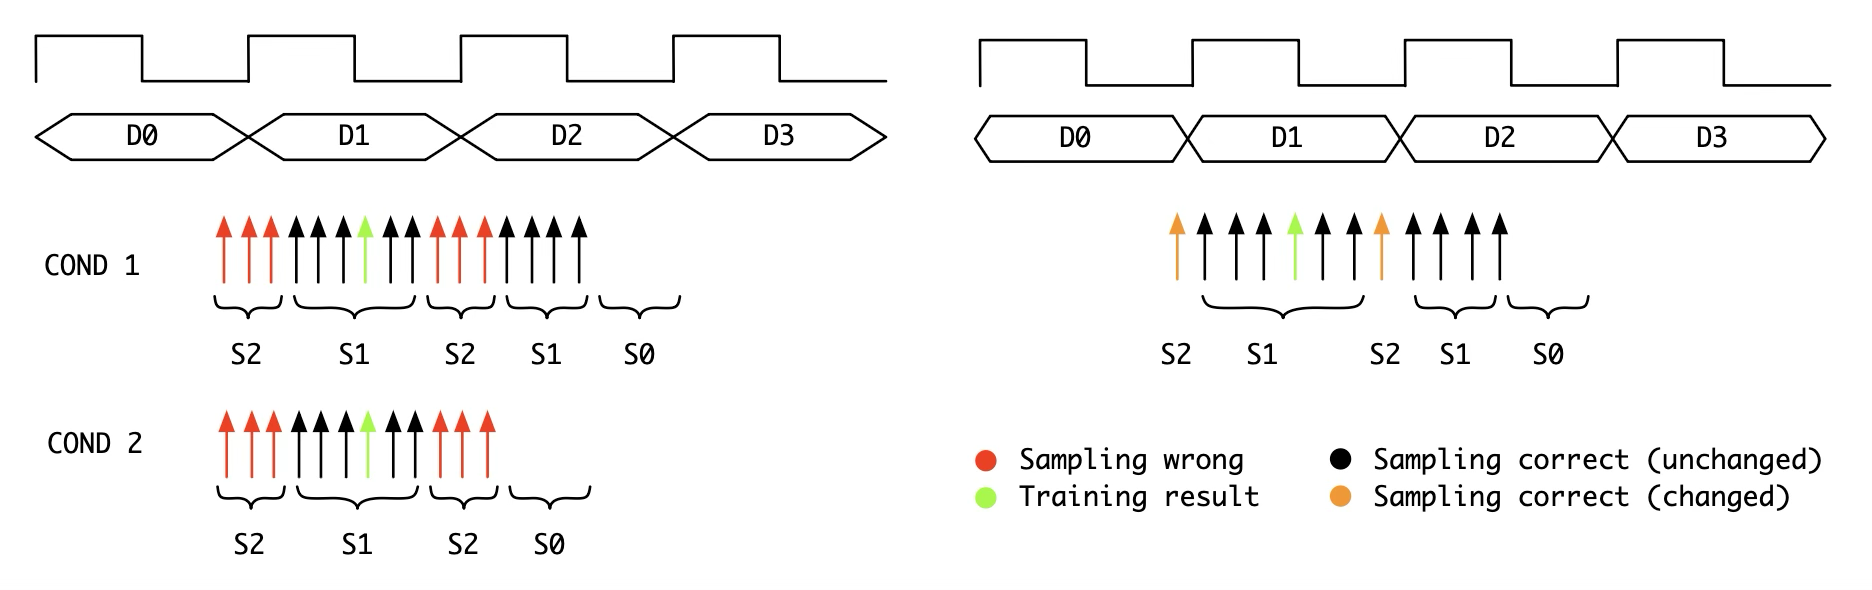 D0 D1 D2 D3
D0 D1 D2 D3
COND 1
S2 S1 S2 S1 S0
S2 S1 S2 S1 S0
COND 2
S2 S1 S2 S0
Sampling wrong
Sampling correct (unchanged)
Training result
Sampling correct (changed)